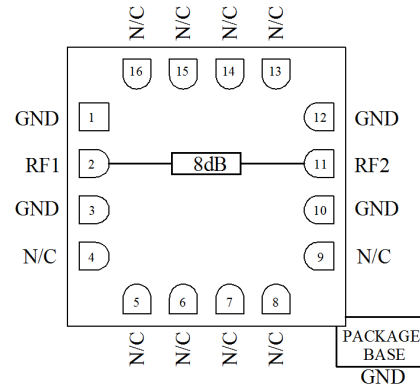 N/C N/C N/C N/C
16 15 14 13
GND 1 12 GND
RF1 2 8dB 11 RF2
GND 3 10 GND
N/C 4 9 N/C
5 6 7 8
N/C N/C N/C N/C
PACKAGE
BASE
GND